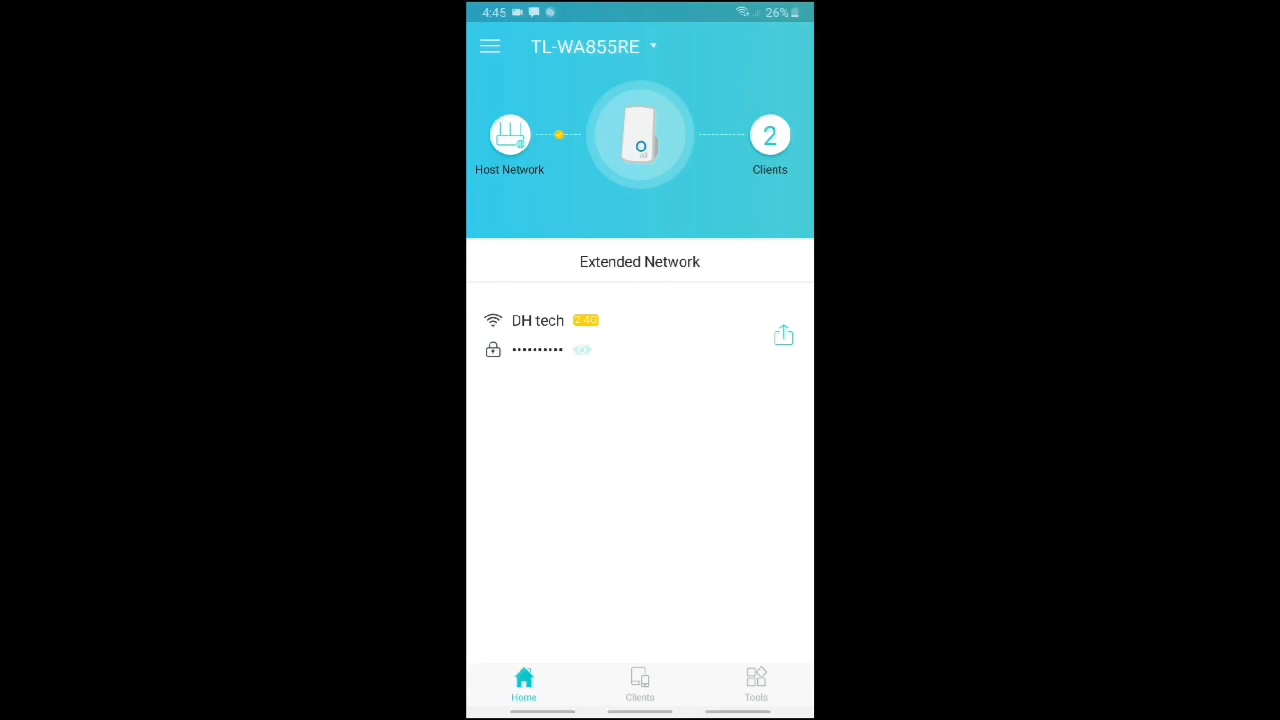 4:45 26%
TL-WA855RE
2
Host Network
Clients
Extended Network
DH tech 2.4G
••••••••••
Home
Clients
Tools